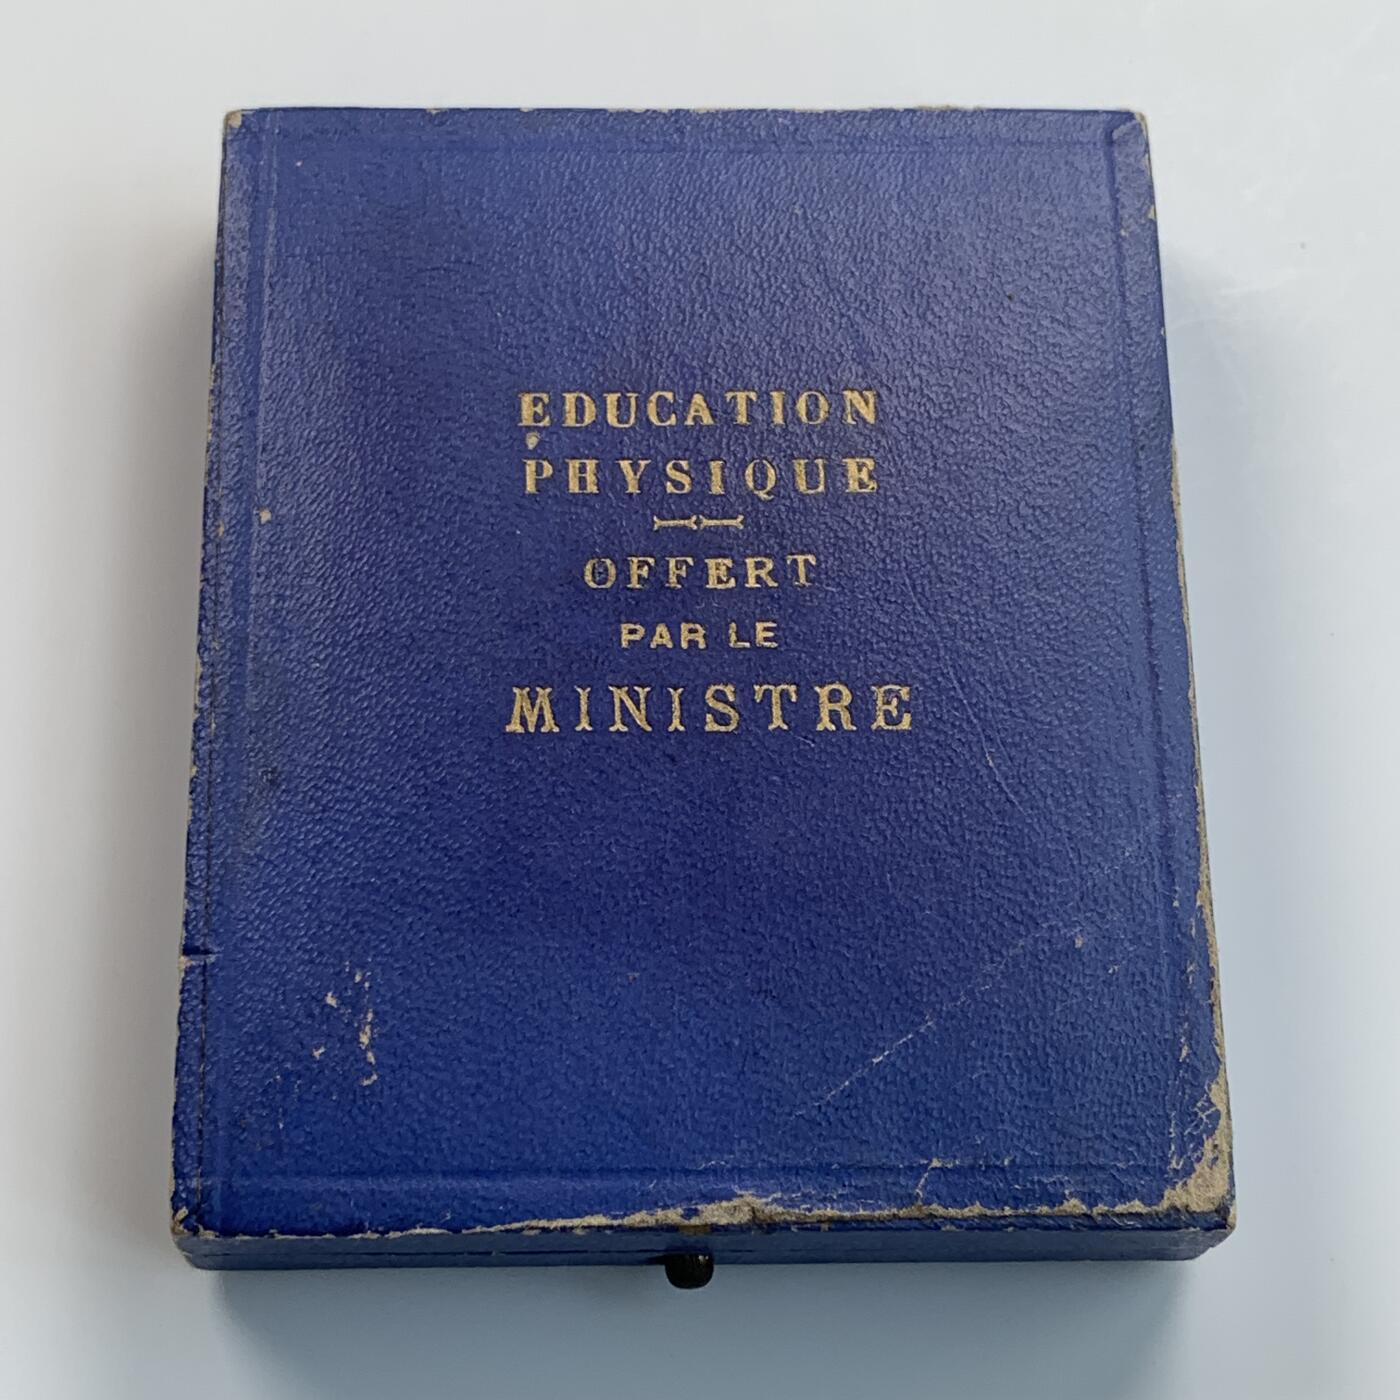 EDUCATION
PHYSIQUE
OFFERT
PAR LE
MINISTRE